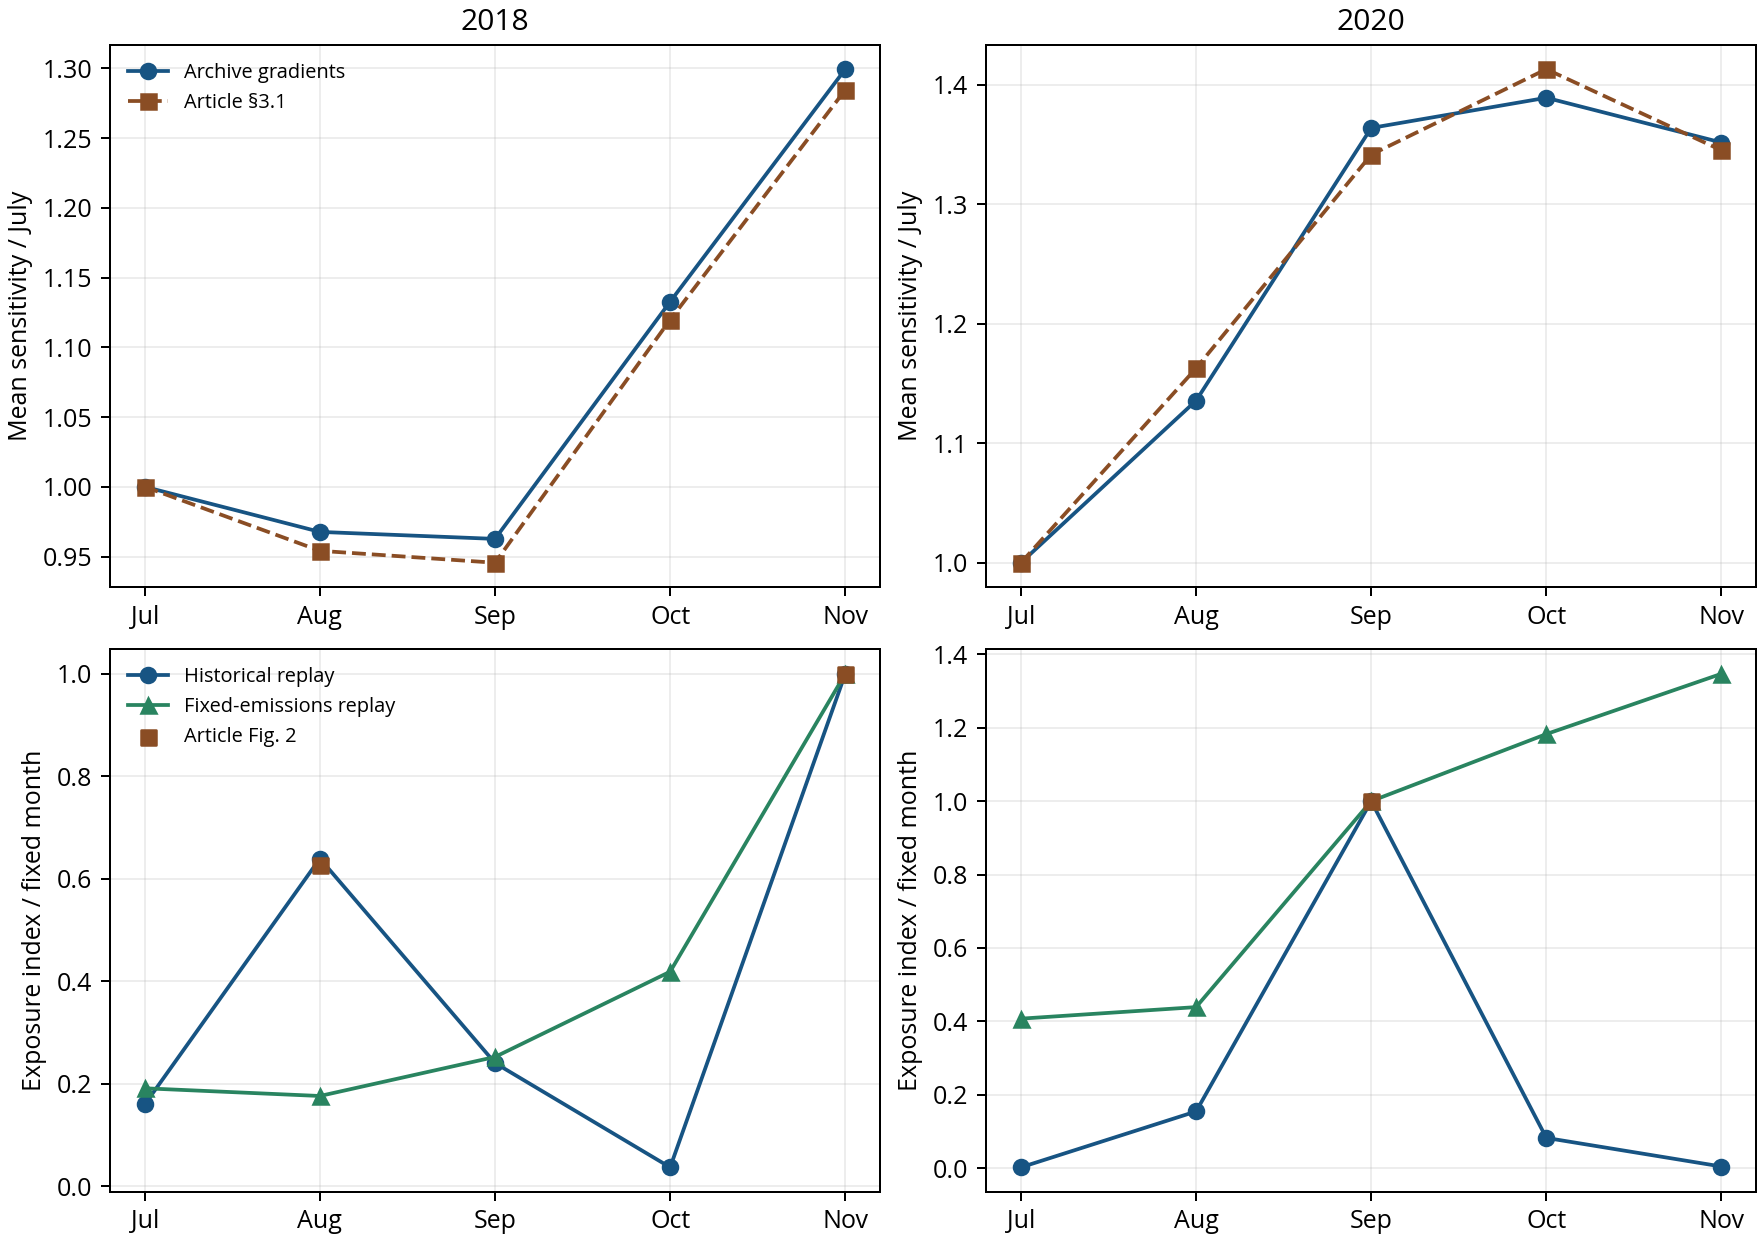 2018
Mean sensitivity / July
1.30
1.25
1.20
1.15
1.10
1.05
1.00
0.95
Archive gradients
Article §3.1
Jul Aug Sep Oct Nov
2020
Mean sensitivity / July
1.4
1.3
1.2
1.1
1.0
Jul Aug Sep Oct Nov
Exposure index / fixed month
1.0
0.8
0.6
0.4
0.2
0.0
Historical replay
Fixed-emissions replay
Article Fig. 2
Jul Aug Sep Oct Nov
Exposure index / fixed month
1.4
1.2
1.0
0.8
0.6
0.4
0.2
0.0
Jul Aug Sep Oct Nov